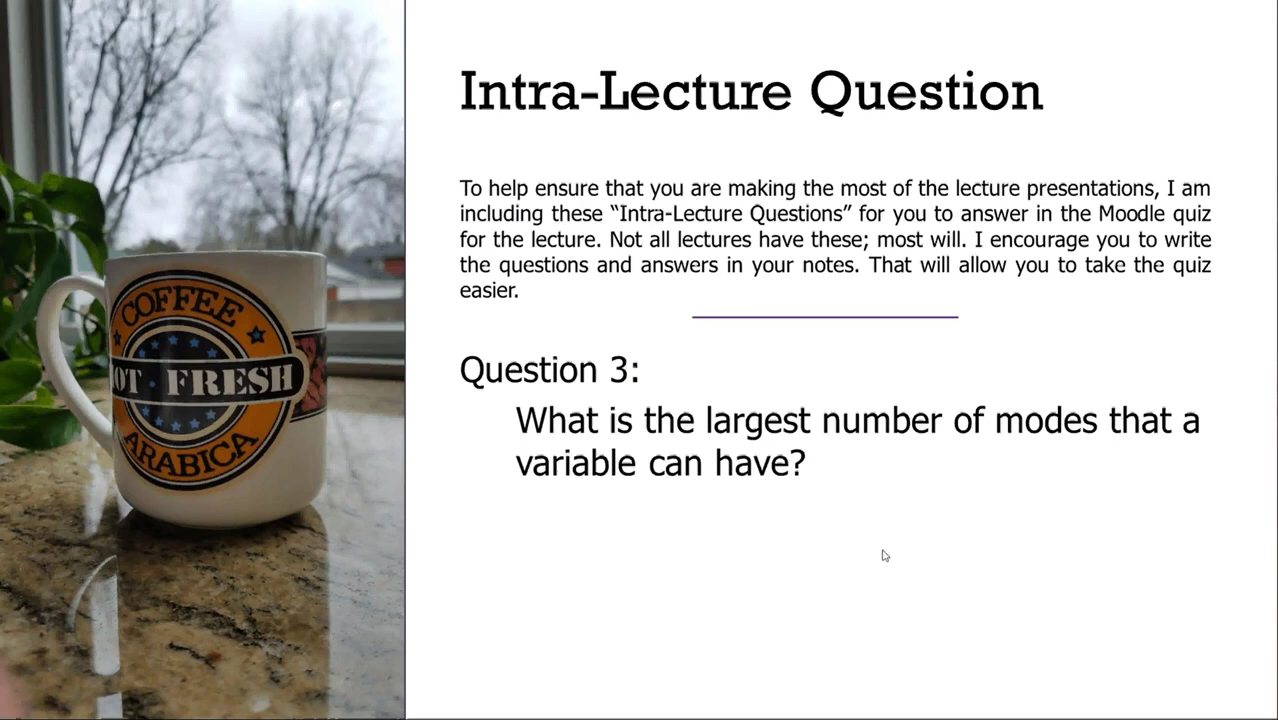 Intra-Lecture Question
To help ensure that you are making the most of the lecture presentations, I am
including these “Intra-Lecture Questions” for you to answer in the Moodle quiz
for the lecture. Not all lectures have these; most will. I encourage you to write
the questions and answers in your notes. That will allow you to take the quiz
easier.
Question 3:
What is the largest number of modes that a
variable can have?
COFFEE
OT FRESH
ARABICA